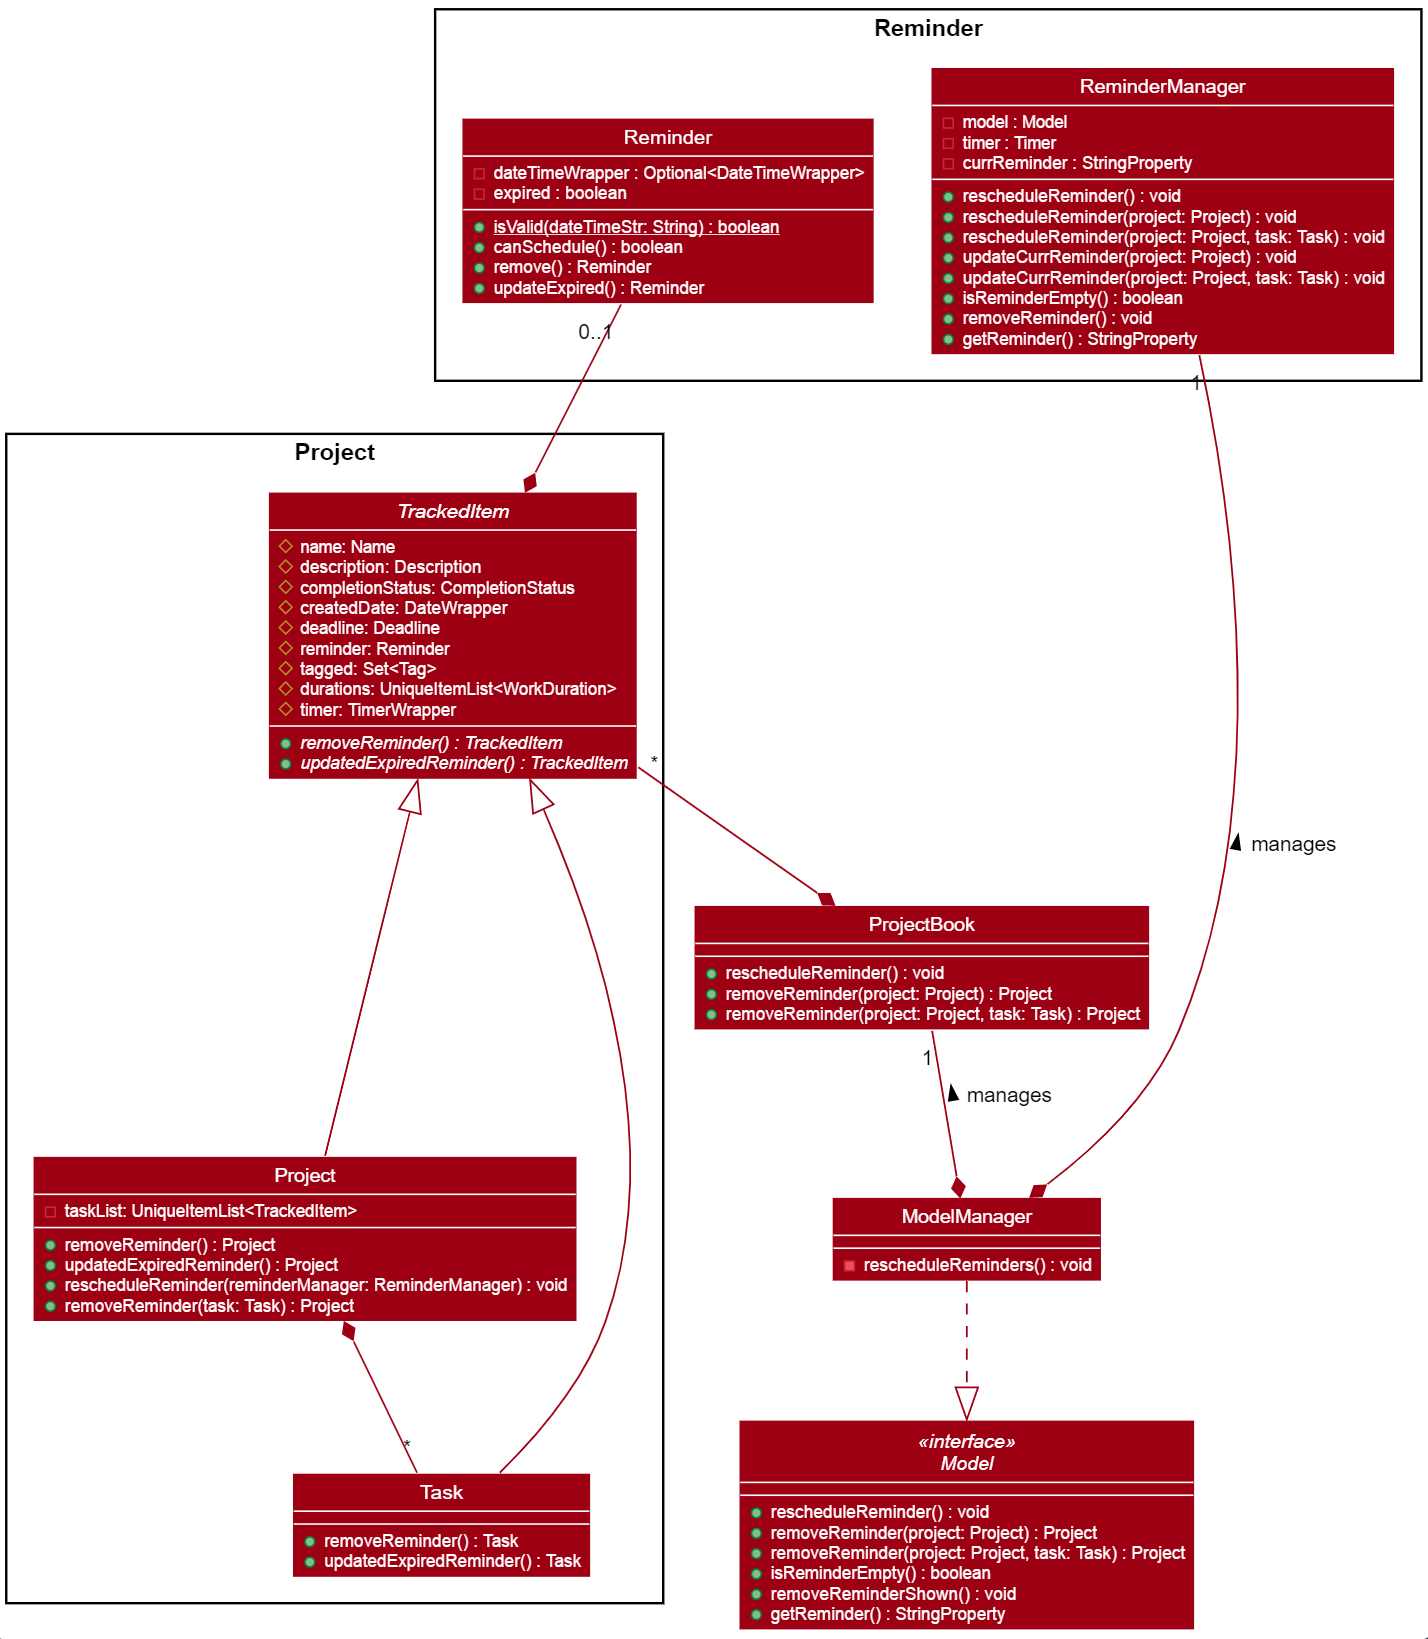 Reminder
ReminderManager
model : Model
timer : Timer
currReminder : StringProperty
rescheduleReminder() : void
rescheduleReminder(project: Project) : void
rescheduleReminder(project: Project, task: Task) : void
updateCurrReminder(project: Project) : void
updateCurrReminder(project: Project, task: Task) : void
isReminderEmpty() : boolean
removeReminder() : void
getReminder() : StringProperty
Reminder
dateTimeWrapper : Optional<DateTimeWrapper>
expired : boolean
isValid(dateTimeStr: String) : boolean
canSchedule() : boolean
remove() : Reminder
updateExpired() : Reminder
0..1
1
Project
TrackedItem
name: Name
description: Description
completionStatus: CompletionStatus
createdDate: DateWrapper
deadline: Deadline
reminder: Reminder
tagged: Set<Tag>
durations: UniqueItemList<WorkDuration>
timer: TimerWrapper
removeReminder() : TrackedItem
updatedExpiredReminder() : TrackedItem
*
manages
ProjectBook
rescheduleReminder() : void
removeReminder(project: Project) : Project
removeReminder(project: Project, task: Task) : Project
1
manages
Project
taskList: UniqueItemList<TrackedItem>
removeReminder() : Project
updatedExpiredReminder() : Project
rescheduleReminder(reminderManager: ReminderManager) : void
removeReminder(task: Task) : Project
ModelManager
rescheduleReminders() : void
*
Task
removeReminder() : Task
updatedExpiredReminder() : Task
«interface»
Model
rescheduleReminder() : void
removeReminder(project: Project) : Project
removeReminder(project: Project, task: Task) : Project
isReminderEmpty() : boolean
removeReminderShown() : void
getReminder() : StringProperty